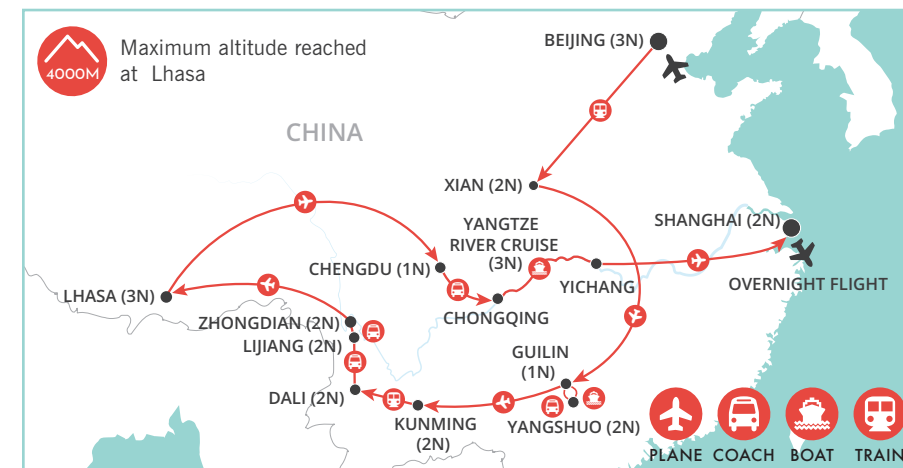 4000M
Maximum altitude reached
at Lhasa
BEIJING (3N)
CHINA
XIAN (2N)
YANGTZE
RIVER CRUISE
(3N)
SHANGHAI (2N)
CHENGDU (1N)
YICHANG
OVERNIGHT FLIGHT
LHASA (3N)
CHONGQING
ZHONGDIAN (2N)
LIJIANG (2N)
GUILIN
(1N)
DALI (2N)
KUNMING
(2N)
YANGSHUO (2N)
PLANE COACH BOAT TRAIN